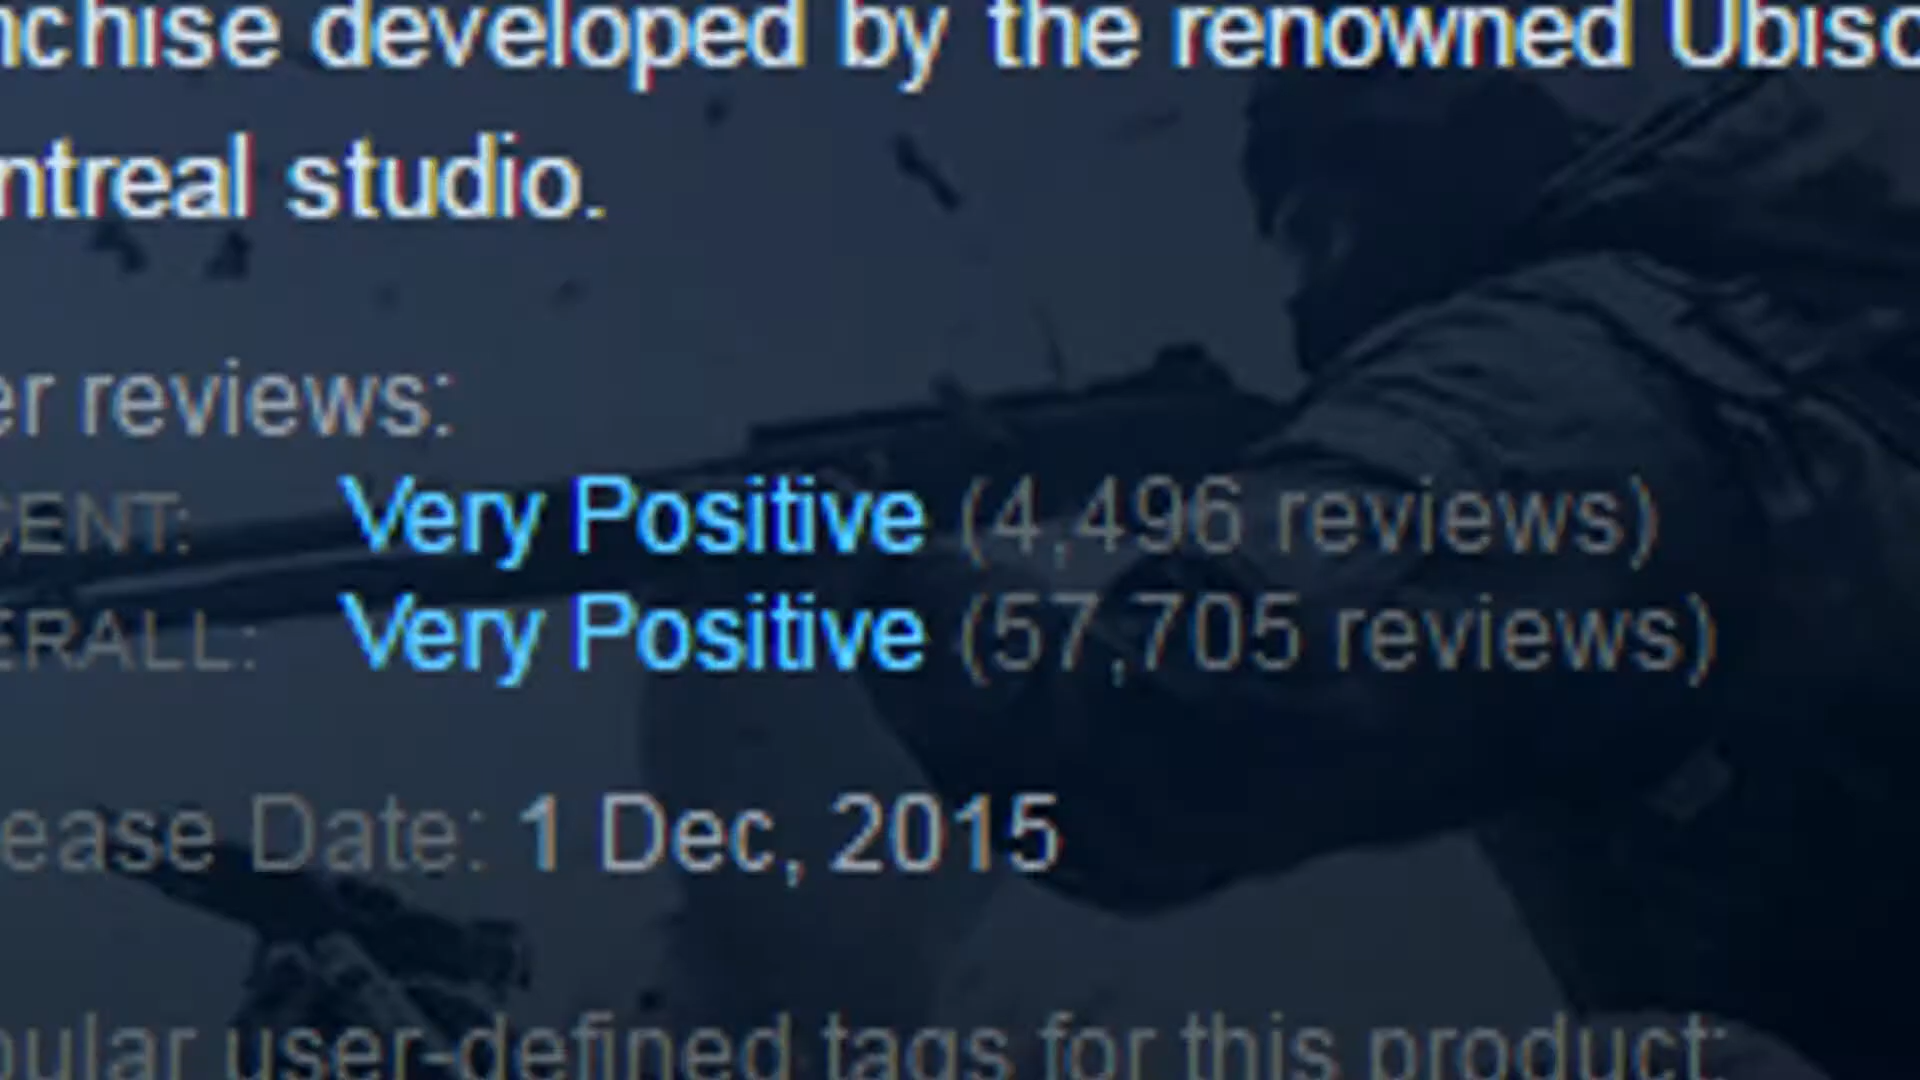 nchise developed by the renowned Ubiso
ntreal studio.
er reviews:
CENT: Very Positive (4,496 reviews)
ERALL: Very Positive (57,705 reviews)
ease Date: 1 Dec, 2015
pular user-defined tags for this product: